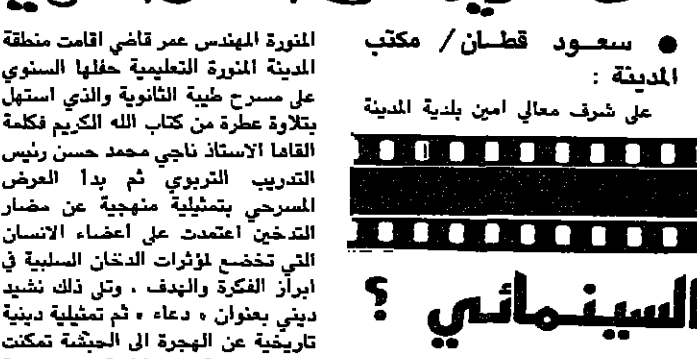 ● سعود قطان / مكتب
المدينة :
على شرف معالي امين بلدية المدينة
المنورة المهندس عمر قاضي اقامت منطقة
المدينة المنورة التعليمية حفلها السنوي
على مسرح طيبة الثانوية والذي استهل
بتلاوة عطرة من كتاب الله الكريم فكلمة
القاها الاستاذ ناجي محمد حسن رئيس
التدريب التربوي ثم بدأ العرض
المسرحي بتمثيلية منهجية عن مضار
التدخين اعتمدت على اعضاء الانسان
التي تخضع لمؤثرات الدخان السلبية في
ابراز الفكرة والهدف . وتلى ذلك نشيد
ديني بعنوان « دعاء » ثم تمثيلية دينية
تاريخية عن الهجرة الى الحبشة تمكنت
السينمائي ؟